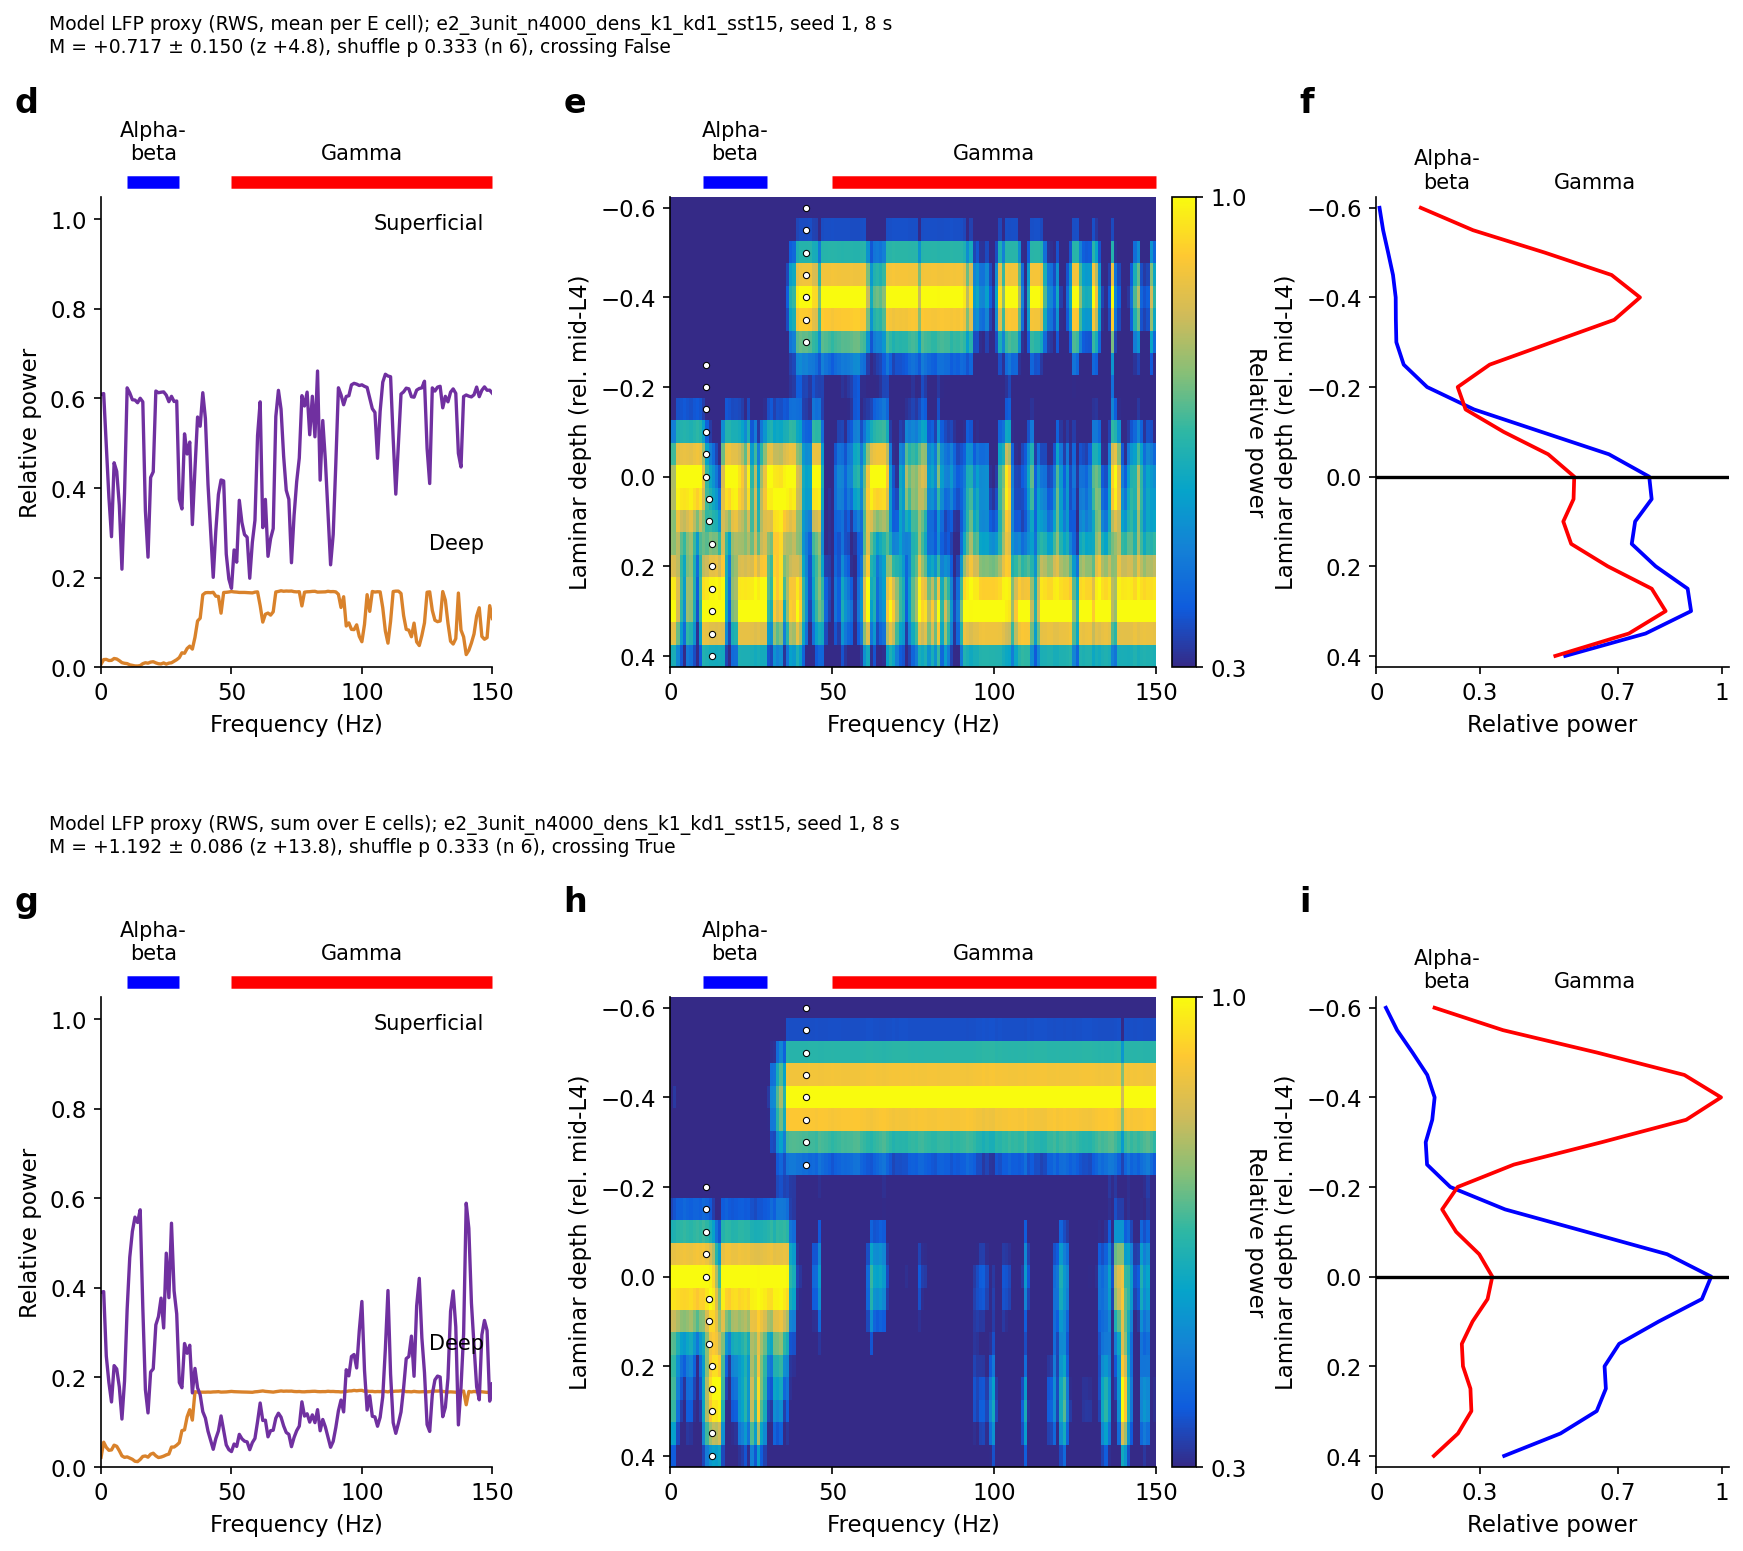 Model LFP proxy (RWS, mean per E cell); e2_3unit_n4000_dens_k1_kd1_sst15, seed 1, 8 s
M = +0.717 ± 0.150 (z +4.8), shuffle p 0.333 (n 6), crossing False
d
Alpha-
beta
Gamma
Superficial
Deep
1.0
0.8
0.6
0.4
0.2
0.0
Relative power
0
50
100
150
Frequency (Hz)
e
Alpha-
beta
Gamma
−0.6
−0.4
−0.2
0.0
0.2
0.4
Laminar depth (rel. mid-L4)
0
50
100
150
Frequency (Hz)
1.0
0.3
Relative power
f
Alpha-
beta
Gamma
−0.6
−0.4
−0.2
0.0
0.2
0.4
Laminar depth (rel. mid-L4)
0
0.3
0.7
1
Relative power
Model LFP proxy (RWS, sum over E cells); e2_3unit_n4000_dens_k1_kd1_sst15, seed 1, 8 s
M = +1.192 ± 0.086 (z +13.8), shuffle p 0.333 (n 6), crossing True
g
Alpha-
beta
Gamma
Superficial
Deep
1.0
0.8
0.6
0.4
0.2
0.0
Relative power
0
50
100
150
Frequency (Hz)
h
Alpha-
beta
Gamma
−0.6
−0.4
−0.2
0.0
0.2
0.4
Laminar depth (rel. mid-L4)
0
50
100
150
Frequency (Hz)
1.0
0.3
Relative power
i
Alpha-
beta
Gamma
−0.6
−0.4
−0.2
0.0
0.2
0.4
Laminar depth (rel. mid-L4)
0
0.3
0.7
1
Relative power